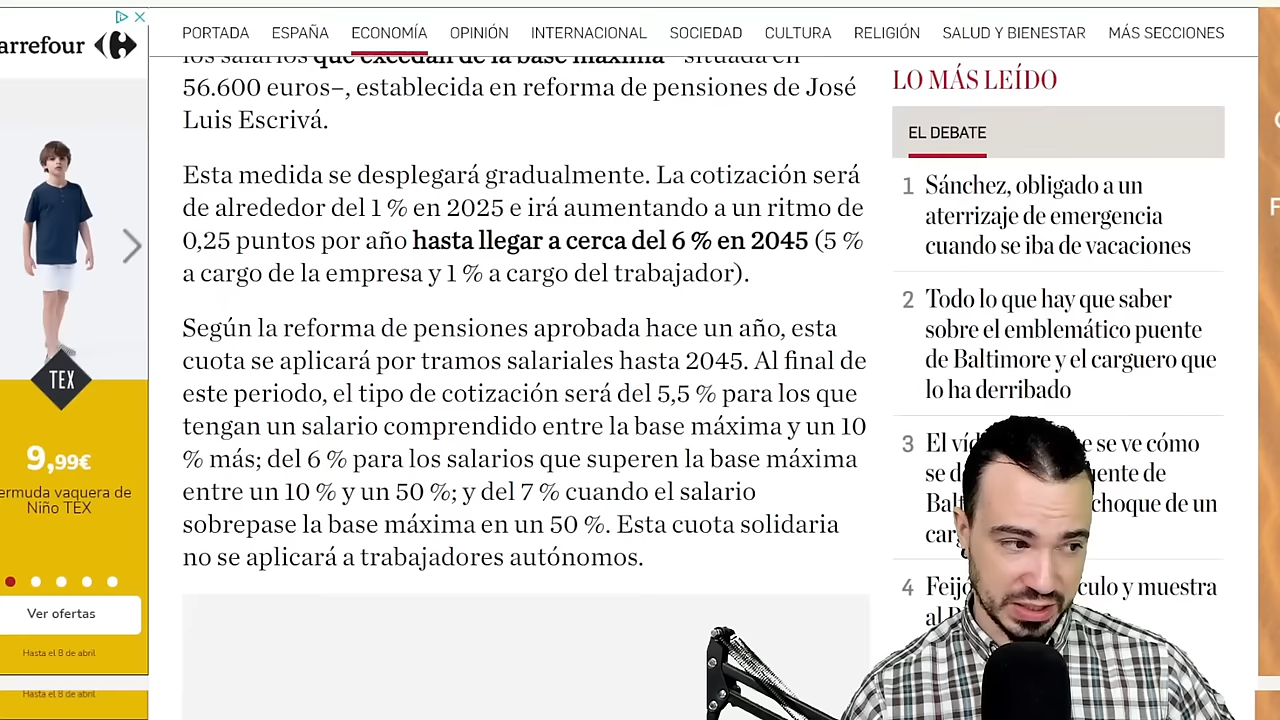 arrefour
TEX
9,99€
ermuda vaquera de
Niño TEX
Ver ofertas
Hasta el 8 de abril
Hasta el 8 de abril
PORTADA ESPAÑA ECONOMÍA OPINIÓN INTERNACIONAL SOCIEDAD CULTURA RELIGIÓN SALUD Y BIENESTAR MÁS SECCIONES
los salarios que excedan de la base máxima –situada en
56.600 euros–, establecida en reforma de pensiones de José
Luis Escrivá.
Esta medida se desplegará gradualmente. La cotización será
de alrededor del 1 % en 2025 e irá aumentando a un ritmo de
0,25 puntos por año hasta llegar a cerca del 6 % en 2045 (5 %
a cargo de la empresa y 1 % a cargo del trabajador).
Según la reforma de pensiones aprobada hace un año, esta
cuota se aplicará por tramos salariales hasta 2045. Al final de
este periodo, el tipo de cotización será del 5,5 % para los que
tengan un salario comprendido entre la base máxima y un 10
% más; del 6 % para los salarios que superen la base máxima
entre un 10 % y un 50 %; y del 7 % cuando el salario
sobrepase la base máxima en un 50 %. Esta cuota solidaria
no se aplicará a trabajadores autónomos.
LO MÁS LEÍDO
EL DEBATE
1 Sánchez, obligado a un
aterrizaje de emergencia
cuando se iba de vacaciones
2 Todo lo que hay que saber
sobre el emblemático puente
de Baltimore y el carguero que
lo ha derribado
3 El se ve cómo
se
choque de un
4
y muestra
al